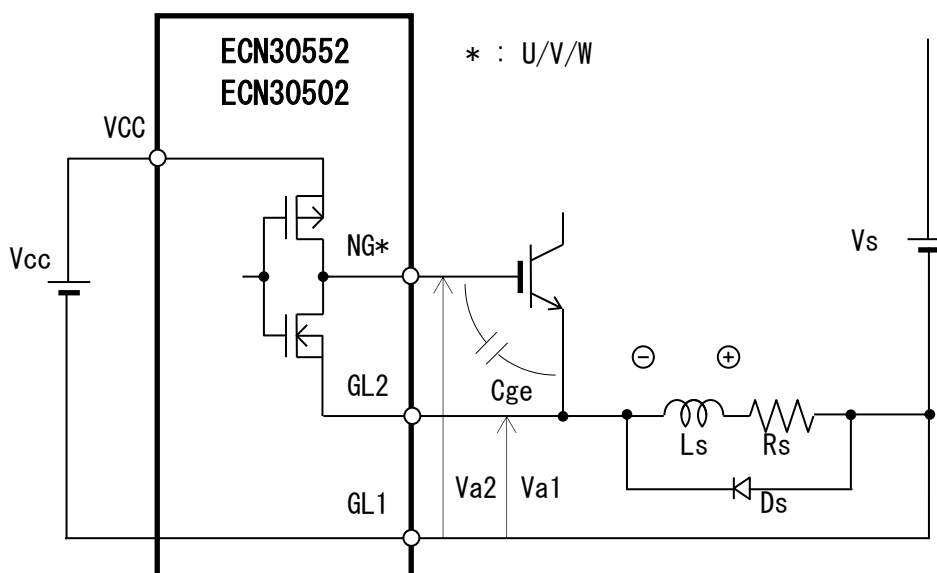 ECN30552
ECN30502
* : U/V/W
VCC
NG*
Vcc
Vs
⊖ ⊕
GL2
Cge
Ls
Rs
Va2
Va1
GL1
Ds